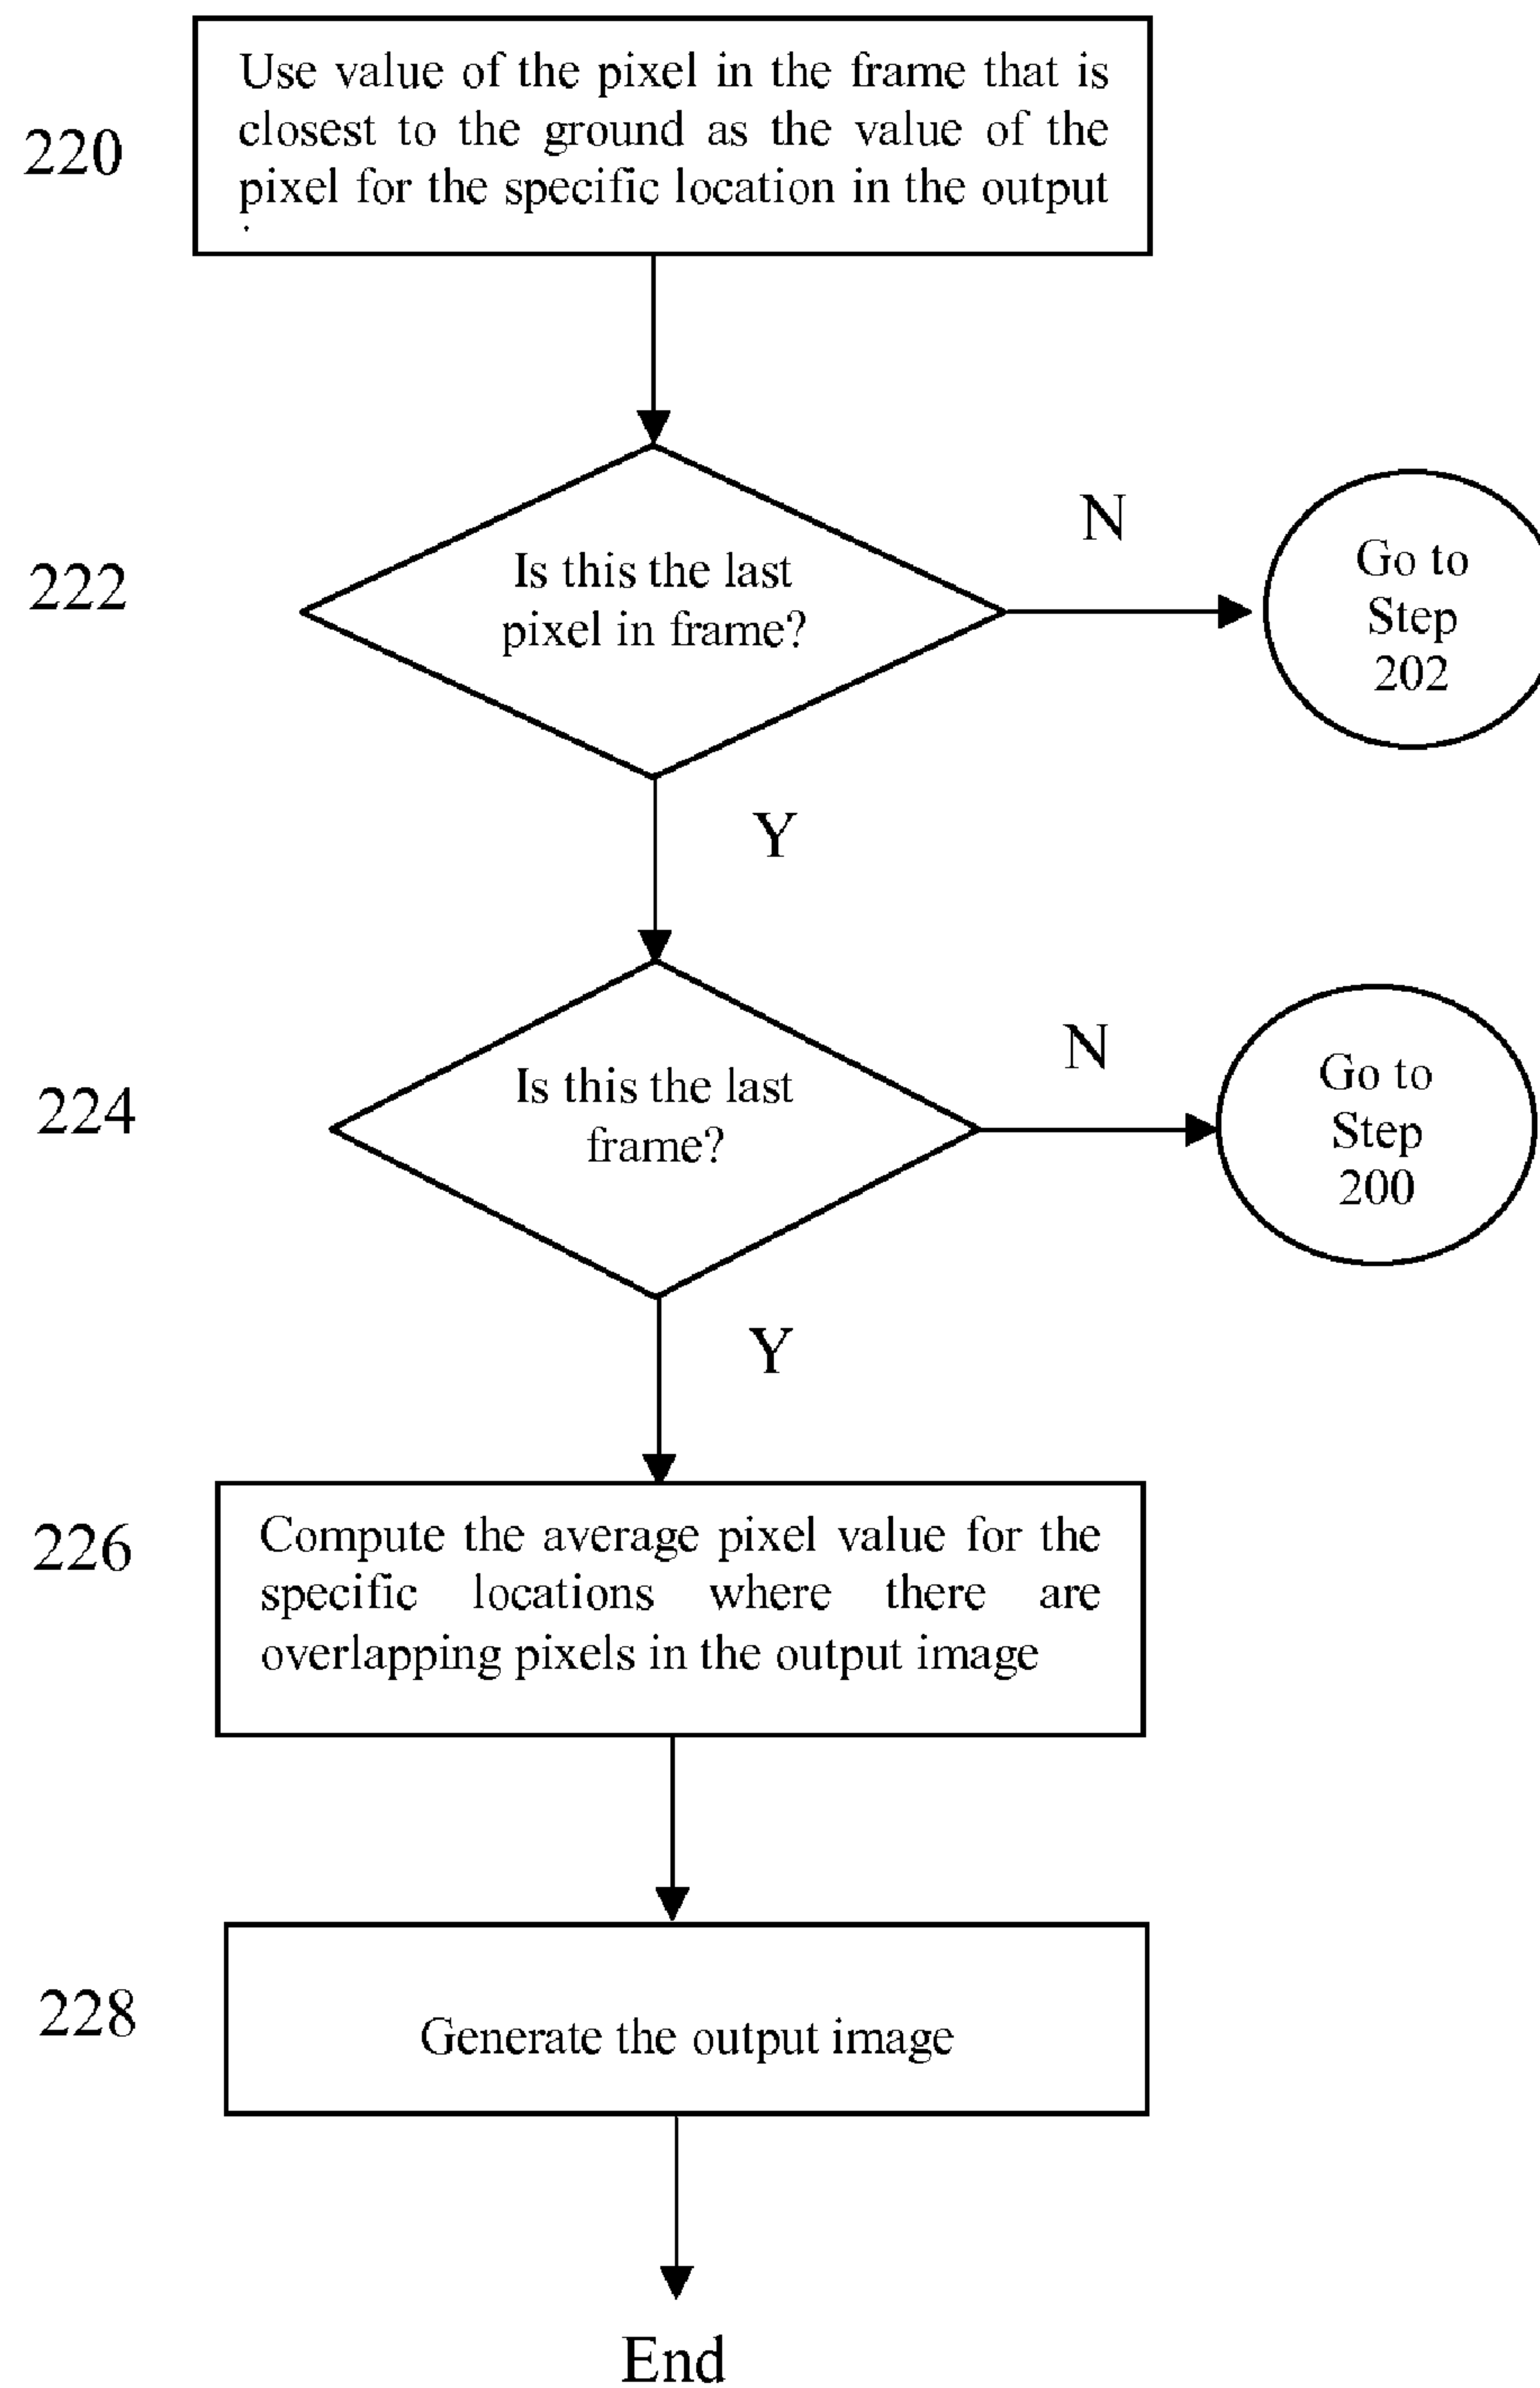 220
Use value of the pixel in the frame that is
closest to the ground as the value of the
pixel for the specific location in the output
222
Is this the last
pixel in frame?
N
Go to
Step
202
Y
224
Is this the last
frame?
N
Go to
Step
200
Y
226
Compute the average pixel value for the
specific locations where there are
overlapping pixels in the output image
228
Generate the output image
End